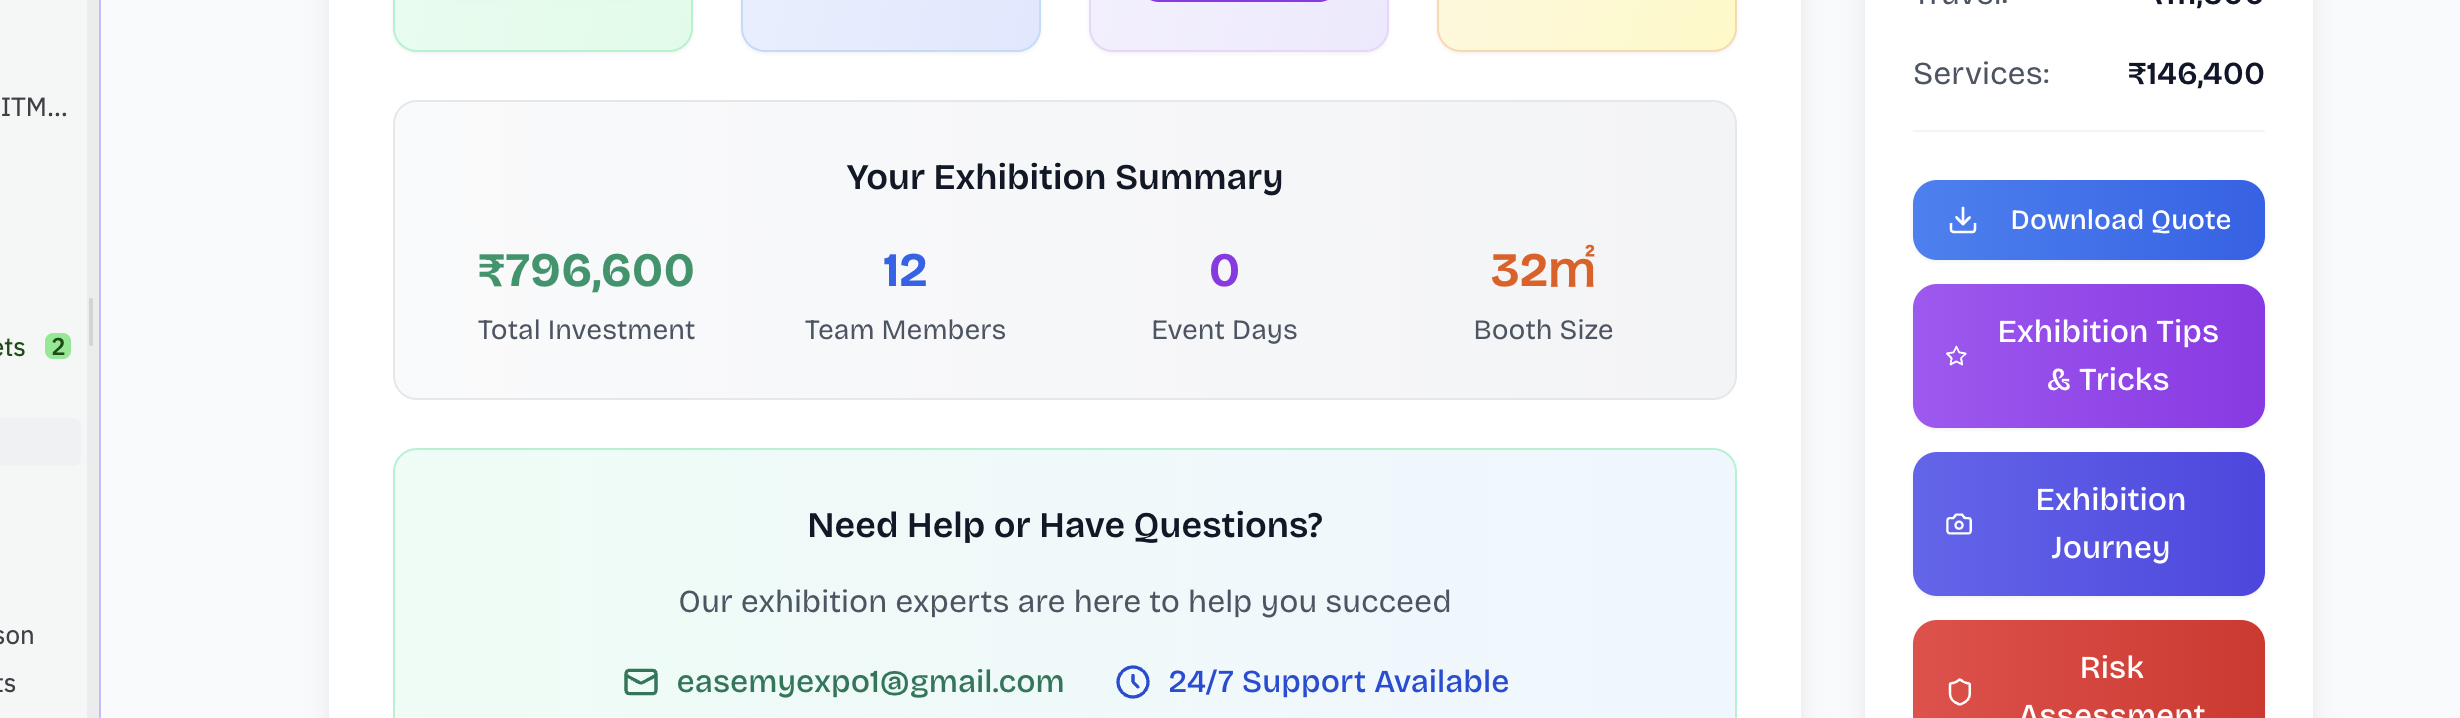 ITM...
ets 2
son
ts
Your Exhibition Summary
₹796,600
Total Investment
12
Team Members
0
Event Days
32m²
Booth Size
Need Help or Have Questions?
Our exhibition experts are here to help you succeed
easemyexpo1@gmail.com
24/7 Support Available
Travel:
Services: ₹146,400
Download Quote
Exhibition Tips
& Tricks
Exhibition
Journey
Risk
Assessment